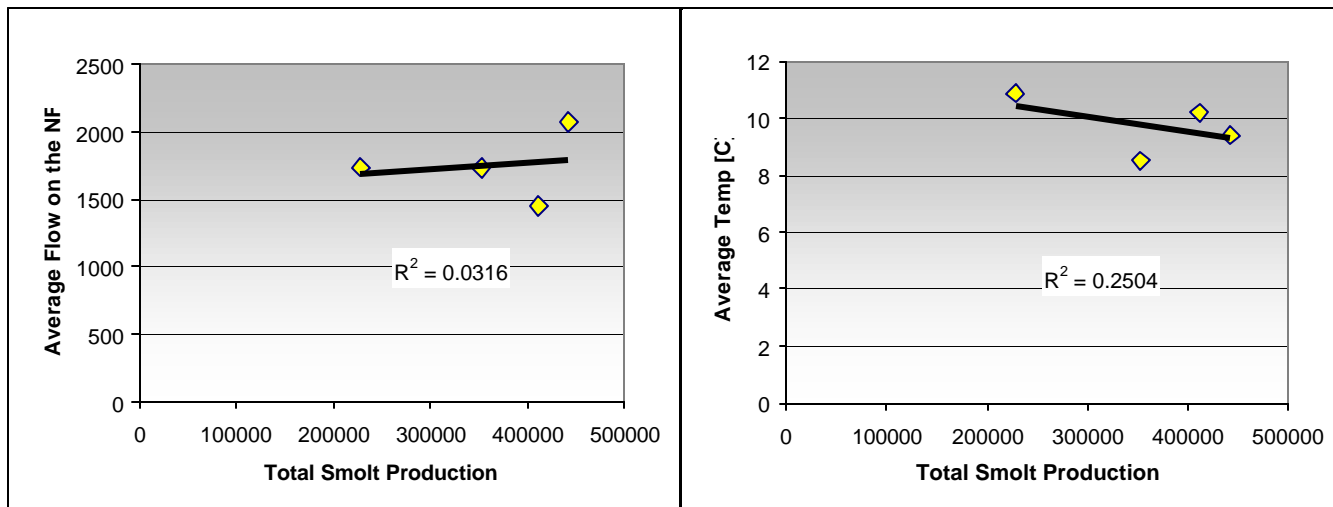 Average Flow on the NF
2500
2000
1500
1000
500
0
R² = 0.0316
0 100000 200000 300000 400000 500000
Total Smolt Production
Average Temp [C
12
10
8
6
4
2
0
R² = 0.2504
0 100000 200000 300000 400000 500000
Total Smolt Production